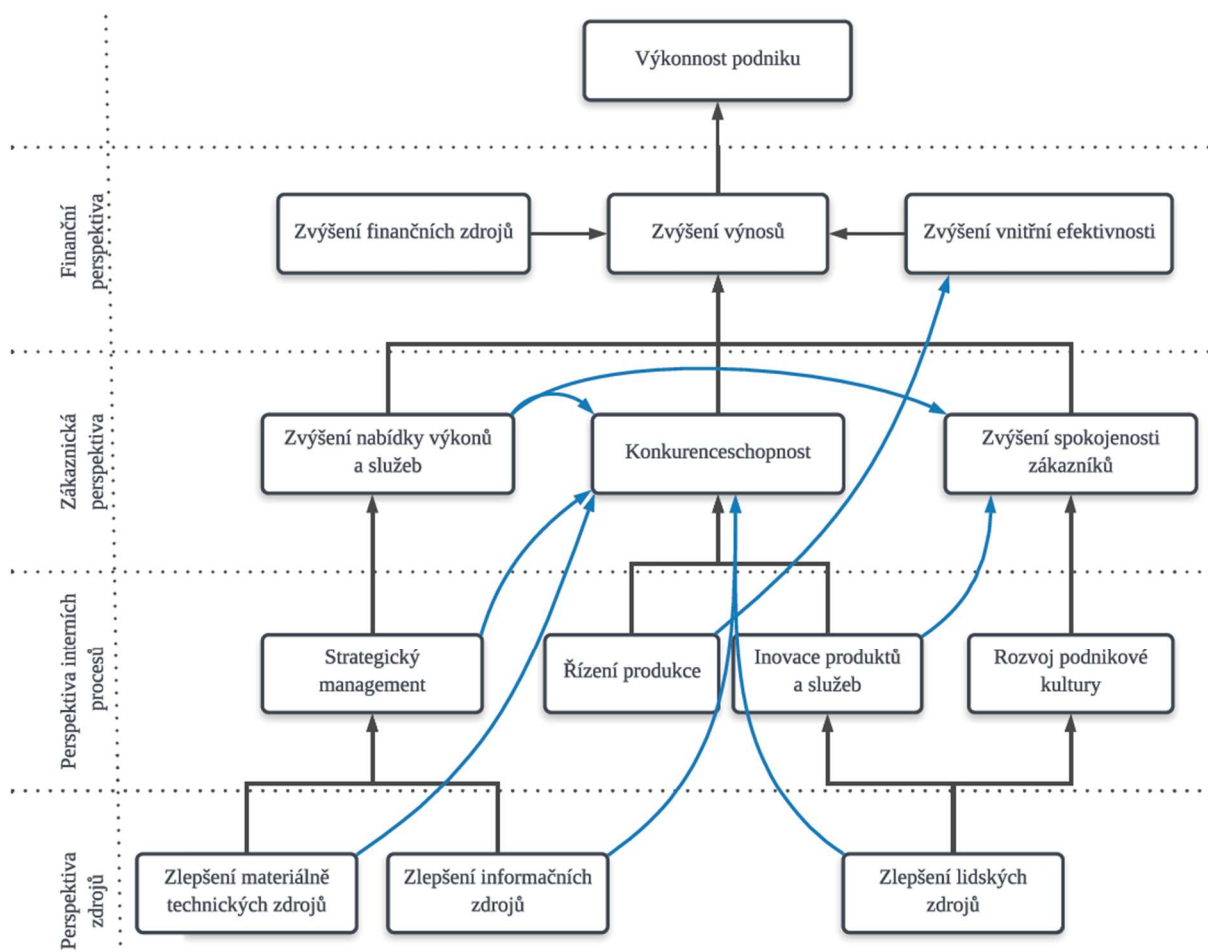 Výkonnost podniku
Finanční
perspektiva
Zvýšení finančních zdrojů
Zvýšení výnosů
Zvýšení vnitřní efektivnosti
Zákaznická
perspektiva
Zvýšení nabídky výkonů
a služeb
Konkurenceschopnost
Zvýšení spokojenosti
zákazníků
Perspektiva interních
procesů
Strategický
management
Řízení produkce
Inovace produktů
a služeb
Rozvoj podnikové
kultury
Perspektiva
zdrojů
Zlepšení materiálně
technických zdrojů
Zlepšení informačních
zdrojů
Zlepšení lidských
zdrojů